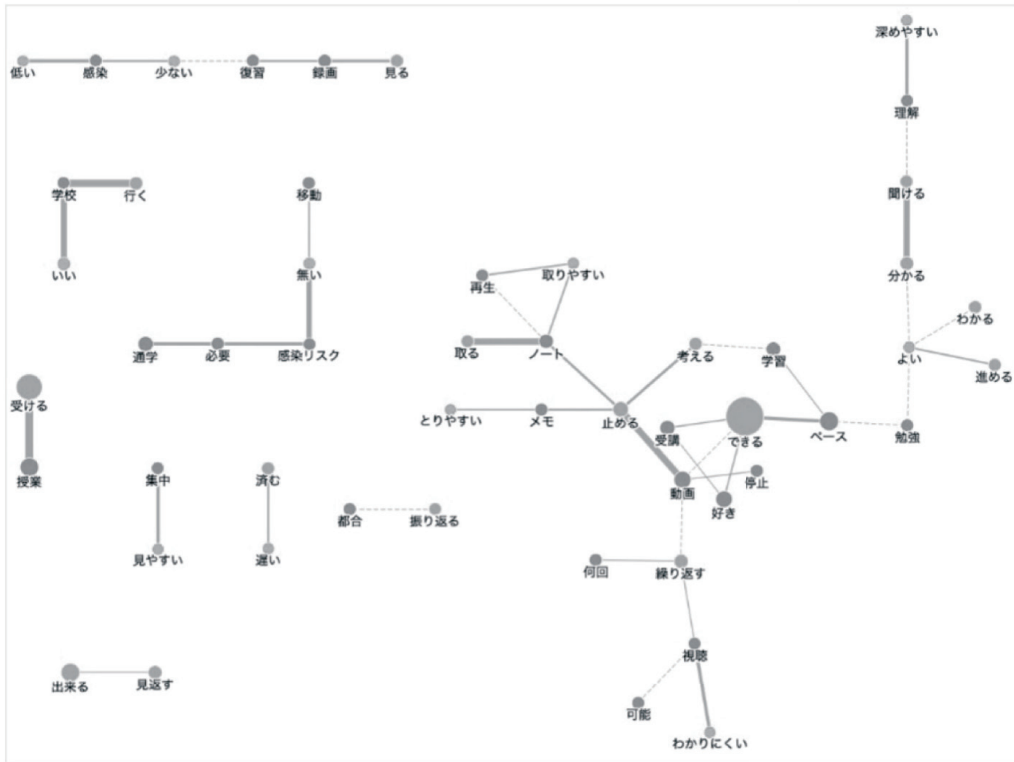 深めやすい
低い
感染
少ない
復習
録画
見る
理解
学校
行く
移動
聞ける
いい
無い
再生
取りやすい
分かる
わかる
通学
必要
感染リスク
取る
ノート
考える
学習
よい
進める
受ける
とりやすい
メモ
止める
受講
できる
ペース
勉強
授業
集中
済む
動画
停止
好き
都合
振り返る
見やすい
遅い
何回
繰り返す
視聴
出来る
見返す
可能
わかりにくい